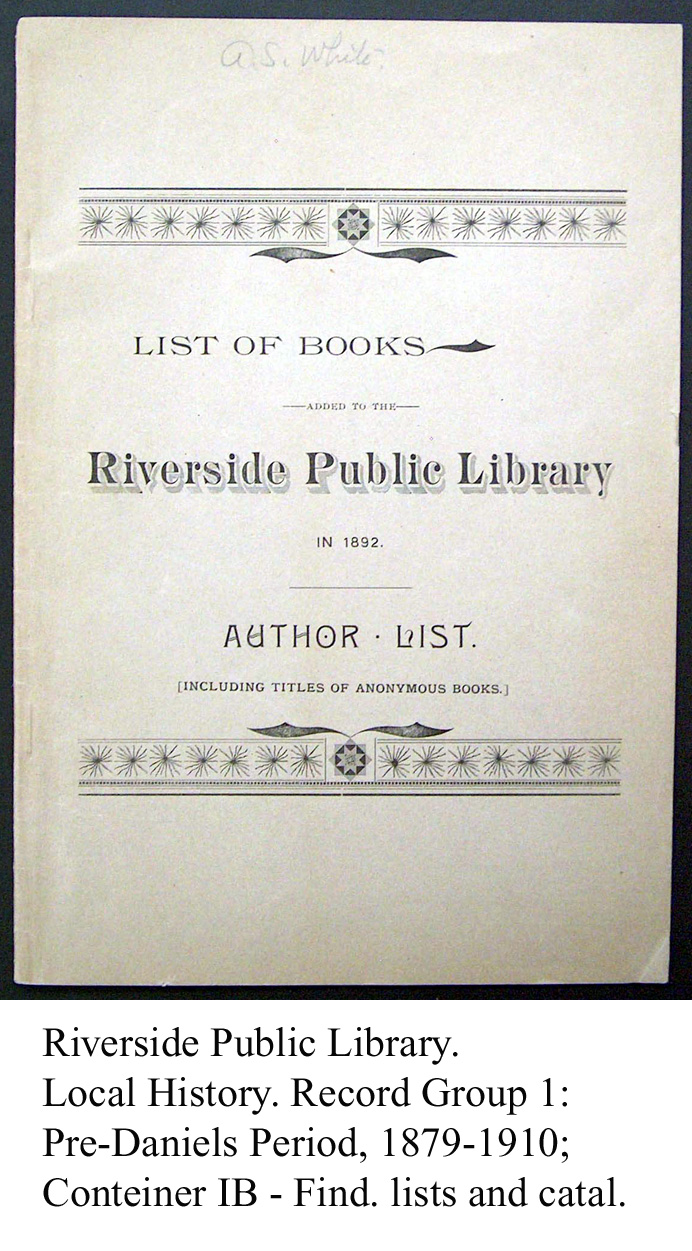 A.S. White.
LIST OF BOOKS
ADDED TO THE
Riverside Public Library
IN 1892.
AUTHOR · LIST.
[INCLUDING TITLES OF ANONYMOUS BOOKS.]
Riverside Public Library.
Local History. Record Group 1:
Pre-Daniels Period, 1879-1910;
Conteiner IB - Find. lists and catal.